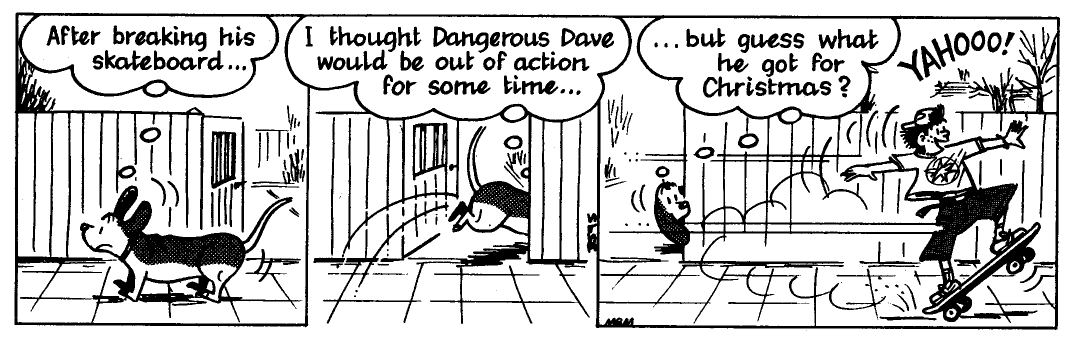 After breaking his
skateboard...
I thought Dangerous Dave
would be out of action
for some time...
...but guess what
he got for
Christmas?
YAHOOO!
MGM